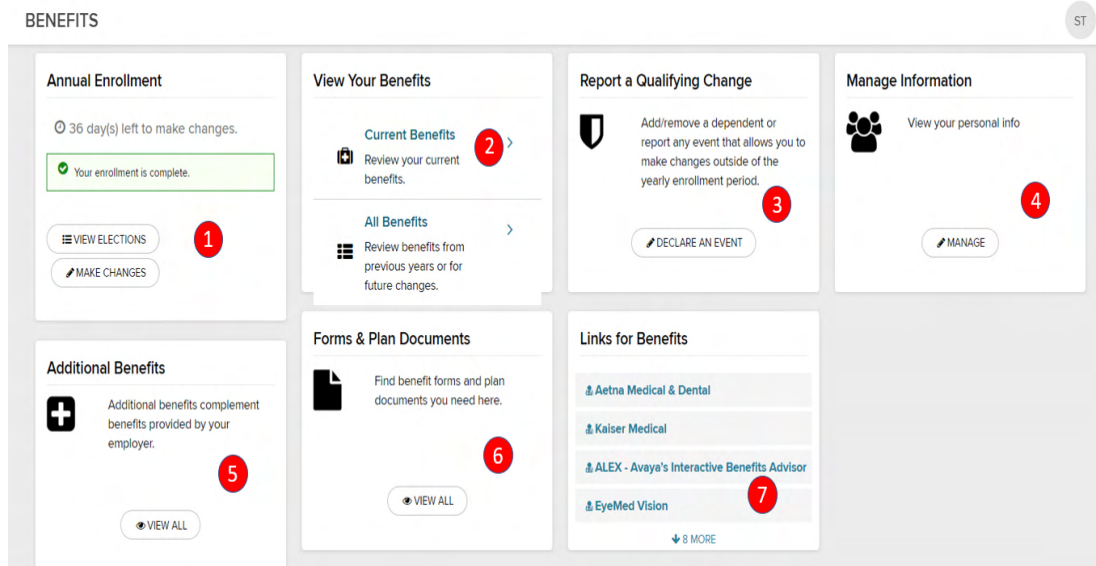 BENEFITS
ST
Annual Enrollment
36 day(s) left to make changes.
Your enrollment is complete.
VIEW ELECTIONS
1
MAKE CHANGES
View Your Benefits
Current Benefits
2
Review your current
benefits.
All Benefits
Review benefits from
previous years or for
future changes.
Report a Qualifying Change
Add/remove a dependent or
report any event that allows you to
make changes outside of the
yearly enrollment period.
3
DECLARE AN EVENT
Manage Information
View your personal info
4
MANAGE
Additional Benefits
Additional benefits complement
benefits provided by your
employer.
5
VIEW ALL
Forms & Plan Documents
Find benefit forms and plan
documents you need here.
6
VIEW ALL
Links for Benefits
Aetna Medical & Dental
Kaiser Medical
ALEX - Avaya's Interactive Benefits Advisor
7
EyeMed Vision
8 MORE